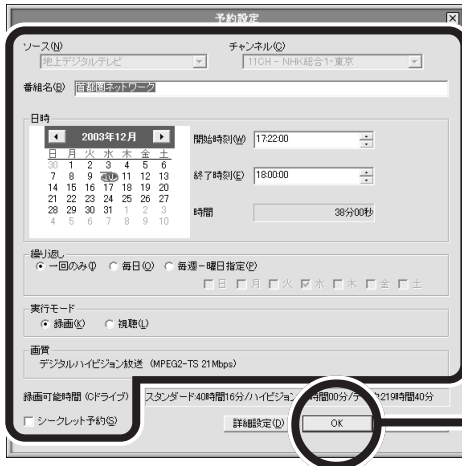 予約設定
ソース(N)
チャンネル(C)
地上デジタルテレビ
11CH - NHK総合1・東京
番組名(B) 首都圏ネットワーク
日時
2003年12月
日 月 火 水 木 金 土
30 1 2 3 4 5 6
7 8 9 10 11 12 13
14 15 16 17 18 19 20
21 22 23 24 25 26 27
28 29 30 31 1 2 3
4 5 6 7 8 9 10
開始時刻(W) 17:22:00
終了時刻(E) 18:00:00
時間 38分00秒
繰り返し
一回のみ(I) 毎日(O) 毎週-曜日指定(P)
日 月 火 水 木 金 土
実行モード
録画(K) 視聴(L)
画質
デジタルハイビジョン放送 (MPEG2-TS 21Mbps)
録画可能時間 (Cドライブ) スタンダード:40時間16分/ハイビジョン 時間00分/ 219時間40分
シークレット予約(S)
詳細設定(D)
OK